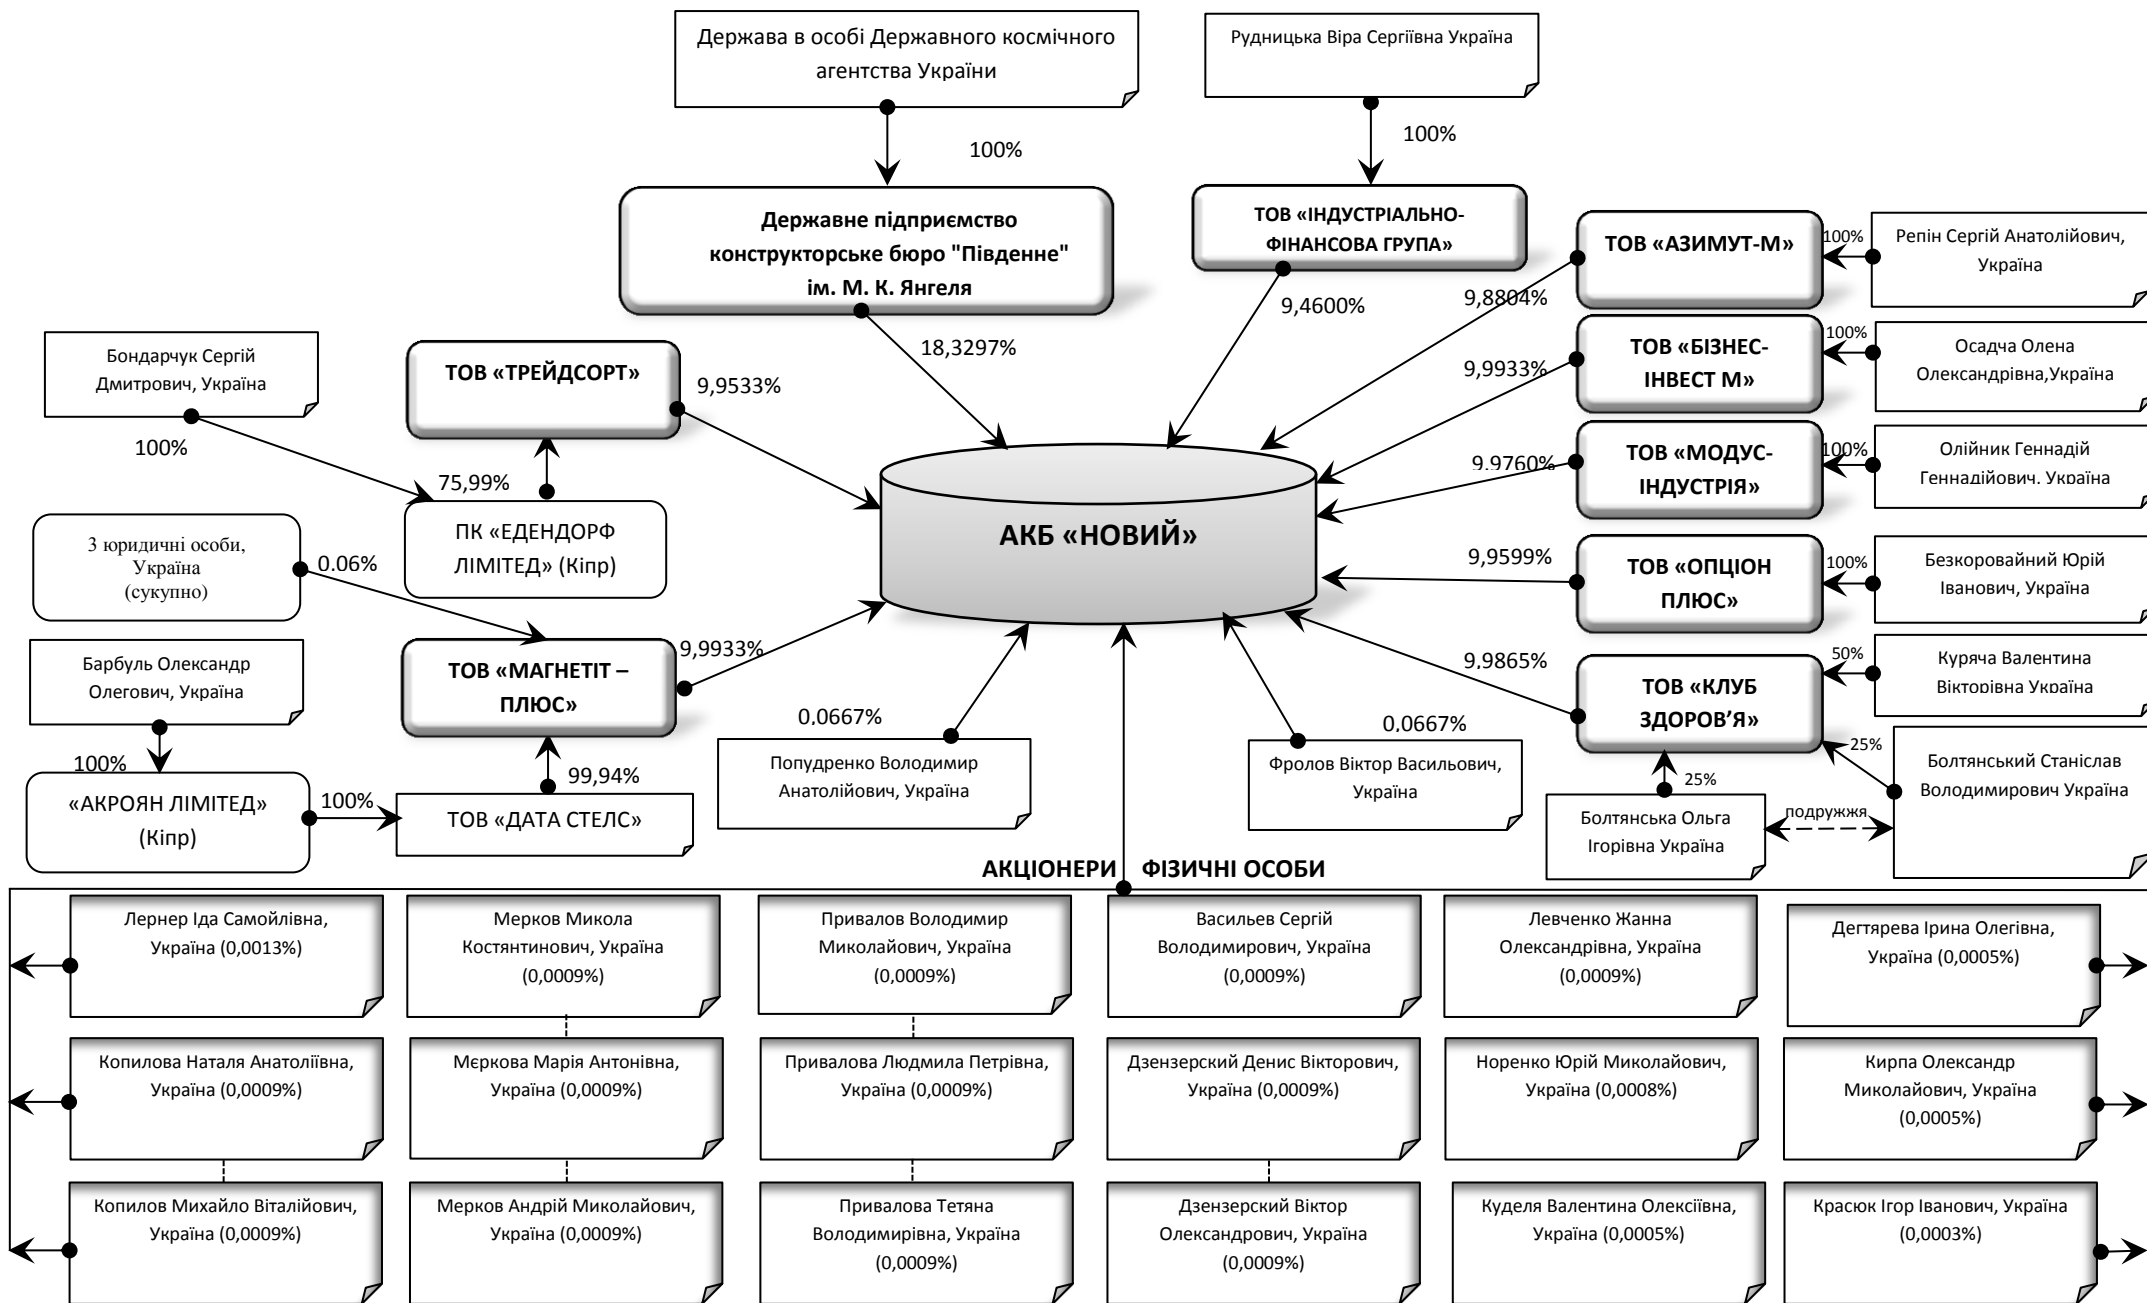 Держава в особі Державного космічного
агентства України
Рудницька Віра Сергіївна Україна
100%
100%
Державне підприємство
конструкторське бюро "Південне"
ім. М. К. Янгеля
ТОВ «ІНДУСТРІАЛЬНО-
ФІНАНСОВА ГРУПА»
ТОВ «АЗИМУТ-М»
100%
Репін Сергій Анатолійович,
Україна
18,3297%
9,4600%
9,8804%
Бондарчук Сергій
Дмитрович, Україна
100%
ТОВ «ТРЕЙДСОРТ»
9,9533%
ТОВ «БІЗНЕС-
ІНВЕСТ М»
100%
Осадча Олена
Олександрівна,Україна
9,9933%
75,99%
ПК «ЕДЕНДОРФ
ЛІМІТЕД» (Кіпр)
АКБ «НОВИЙ»
9,9760%
ТОВ «МОДУС-
ІНДУСТРІЯ»
100%
Олійник Геннадій
Геннадійович, Україна
3 юридичні особи,
Україна
(сукупно)
0,06%
9,9599%
ТОВ «ОПЦІОН
ПЛЮС»
100%
Безкоровайний Юрій
Іванович, Україна
Барбуль Олександр
Олегович, Україна
100%
ТОВ «МАГНЕТІТ –
ПЛЮС»
9,9933%
9,9865%
ТОВ «КЛУБ
ЗДОРОВ’Я»
50%
Куряча Валентина
Вікторівна Україна
«АКРОЯН ЛІМІТЕД»
(Кіпр)
100%
99,94%
ТОВ «ДАТА СТЕЛС»
0,0667%
Попудренко Володимир
Анатолійович, Україна
0,0667%
Фролов Віктор Васильович,
Україна
25%
Болтянський Станіслав
Володимирович Україна
25%
Болтянська Ольга
Ігорівна Україна
подружжя
АКЦІОНЕРИ ФІЗИЧНІ ОСОБИ
Лернер Іда Самойлівна,
Україна (0,0013%)
Мерков Микола
Костянтинович, Україна
(0,0009%)
Привалов Володимир
Миколайович, Україна
(0,0009%)
Васильев Сергій
Володимирович, Україна
(0,0009%)
Левченко Жанна
Олександрівна, Україна
(0,0009%)
Дегтярева Ірина Олегівна,
Україна (0,0005%)
Копилова Наталя Анатоліївна,
Україна (0,0009%)
Мєркова Марія Антонівна,
Україна (0,0009%)
Привалова Людмила Петрівна,
Україна (0,0009%)
Дзензерский Денис Вікторович,
Україна (0,0009%)
Норенко Юрій Миколайович,
Україна (0,0008%)
Кирпа Олександр
Миколайович, Україна
(0,0005%)
Копилов Михайло Віталійович,
Україна (0,0009%)
Мерков Андрій Миколайович,
Україна (0,0009%)
Привалова Тетяна
Володимирівна, Україна
(0,0009%)
Дзензерский Віктор
Олександрович, Україна
(0,0009%)
Куделя Валентина Олексіївна,
Україна (0,0005%)
Красюк Ігор Іванович, Україна
(0,0003%)